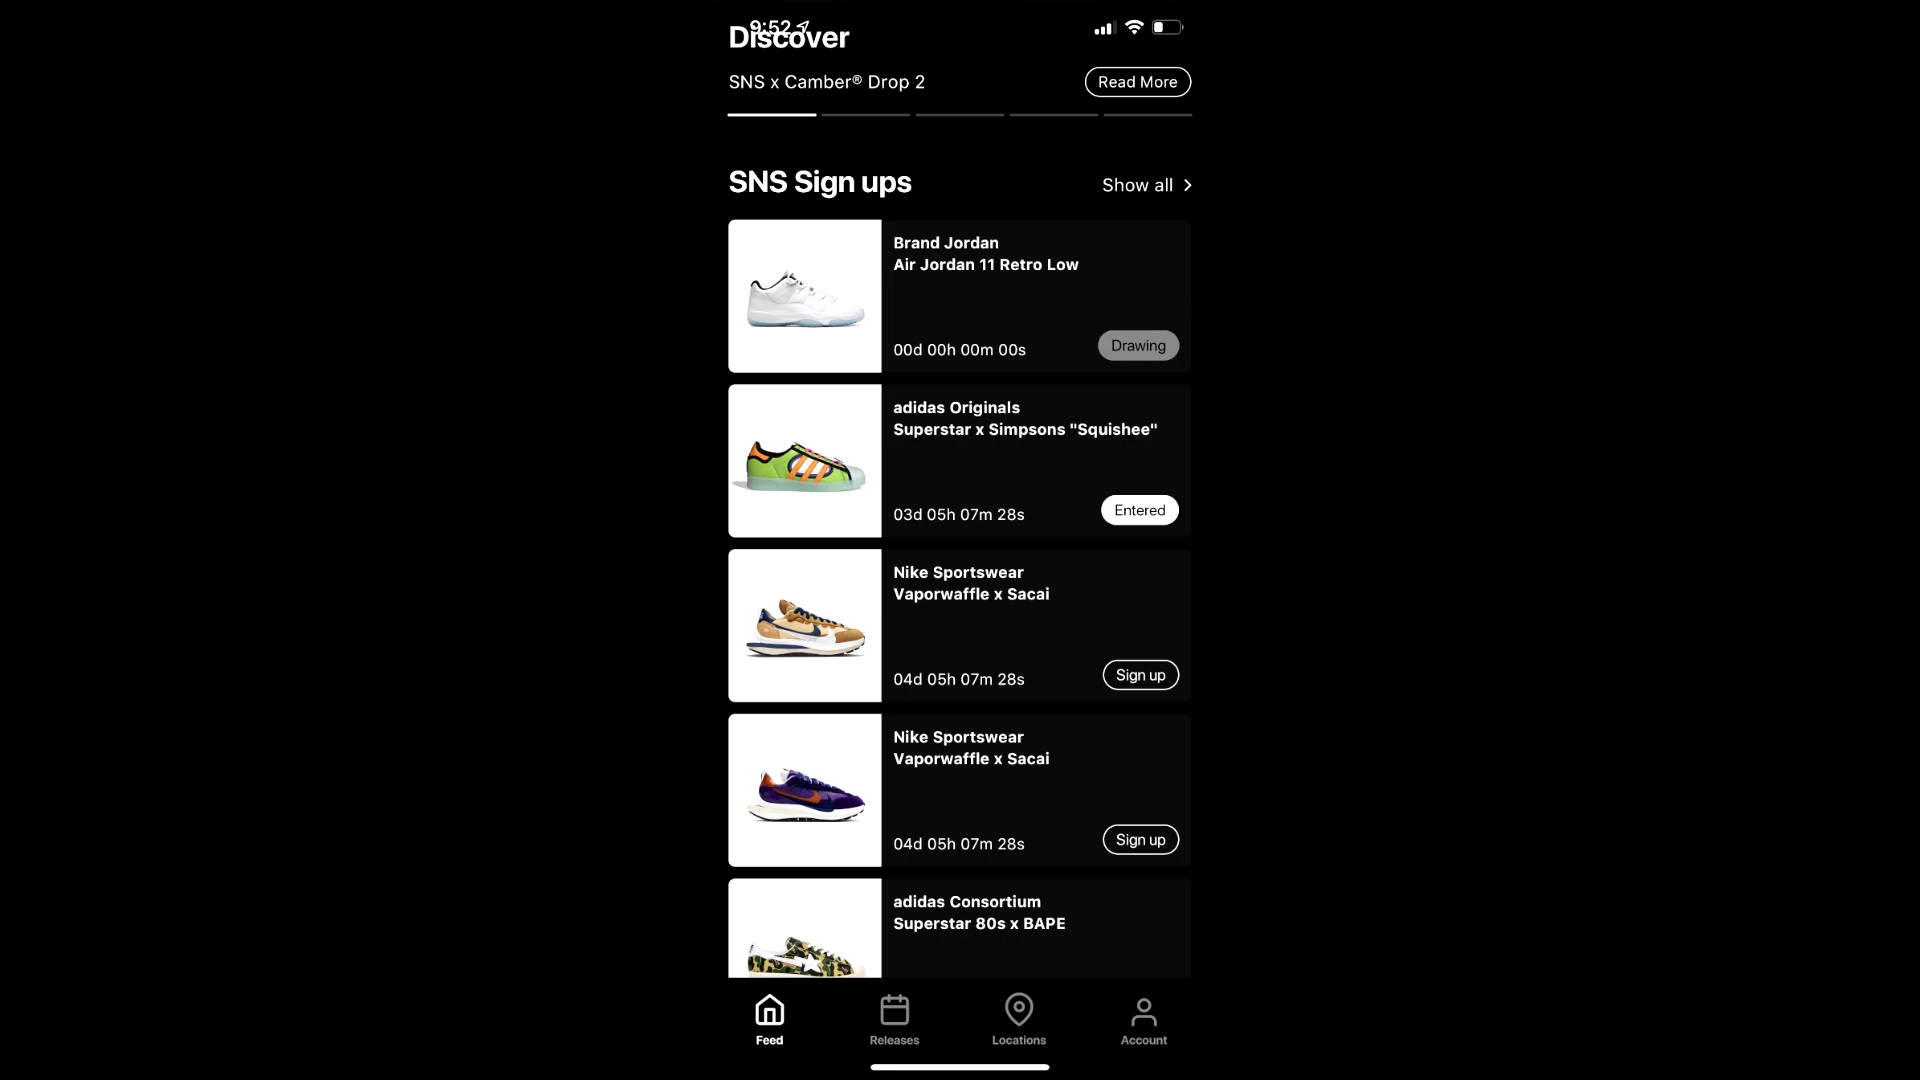 9:52
Discover
SNS x Camber® Drop 2
Read More
SNS Sign ups
Show all
Brand Jordan
Air Jordan 11 Retro Low
00d 00h 00m 00s
Drawing
adidas Originals
Superstar x Simpsons "Squishee"
03d 05h 07m 28s
Entered
Nike Sportswear
Vaporwaffle x Sacai
04d 05h 07m 28s
Sign up
Nike Sportswear
Vaporwaffle x Sacai
04d 05h 07m 28s
Sign up
adidas Consortium
Superstar 80s x BAPE
Feed
Releases
Locations
Account